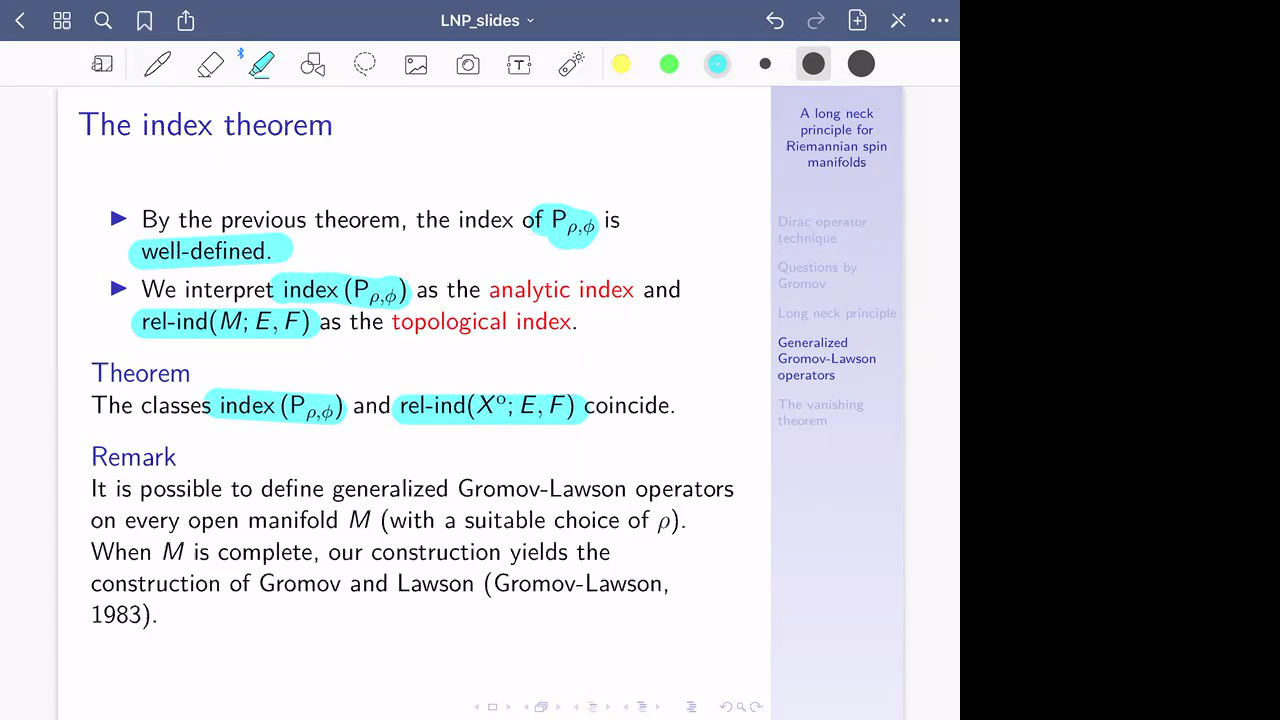 LNP_slides
The index theorem
▶ By the previous theorem, the index of P_{ρ,ϕ} is
well-defined.
▶ We interpret index (P_{ρ,ϕ}) as the analytic index and
rel-ind(M; E, F) as the topological index.
Theorem
The classes index (P_{ρ,ϕ}) and rel-ind(X°; E, F) coincide.
Remark
It is possible to define generalized Gromov-Lawson operators
on every open manifold M (with a suitable choice of ρ).
When M is complete, our construction yields the
construction of Gromov and Lawson (Gromov-Lawson,
1983).
A long neck
principle for
Riemannian spin
manifolds
Dirac operator
technique
Questions by
Gromov
Long neck principle
Generalized
Gromov-Lawson
operators
The vanishing
theorem